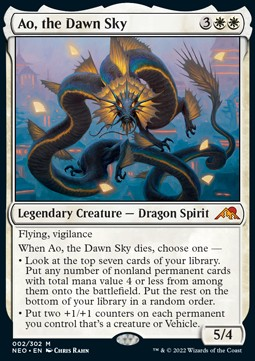 Ao, the Dawn Sky 3
Legendary Creature — Dragon Spirit
Flying, vigilance
When Ao, the Dawn Sky dies, choose one —
• Look at the top seven cards of your library.
Put any number of nonland permanent cards
with total mana value 4 or less from among
them onto the battlefield. Put the rest on the
bottom of your library in a random order.
• Put two +1/+1 counters on each permanent
you control that's a creature or Vehicle.
5/4
002/302 M
NEO • EN Chris Rahn
™ & © 2022 Wizards of the Coast